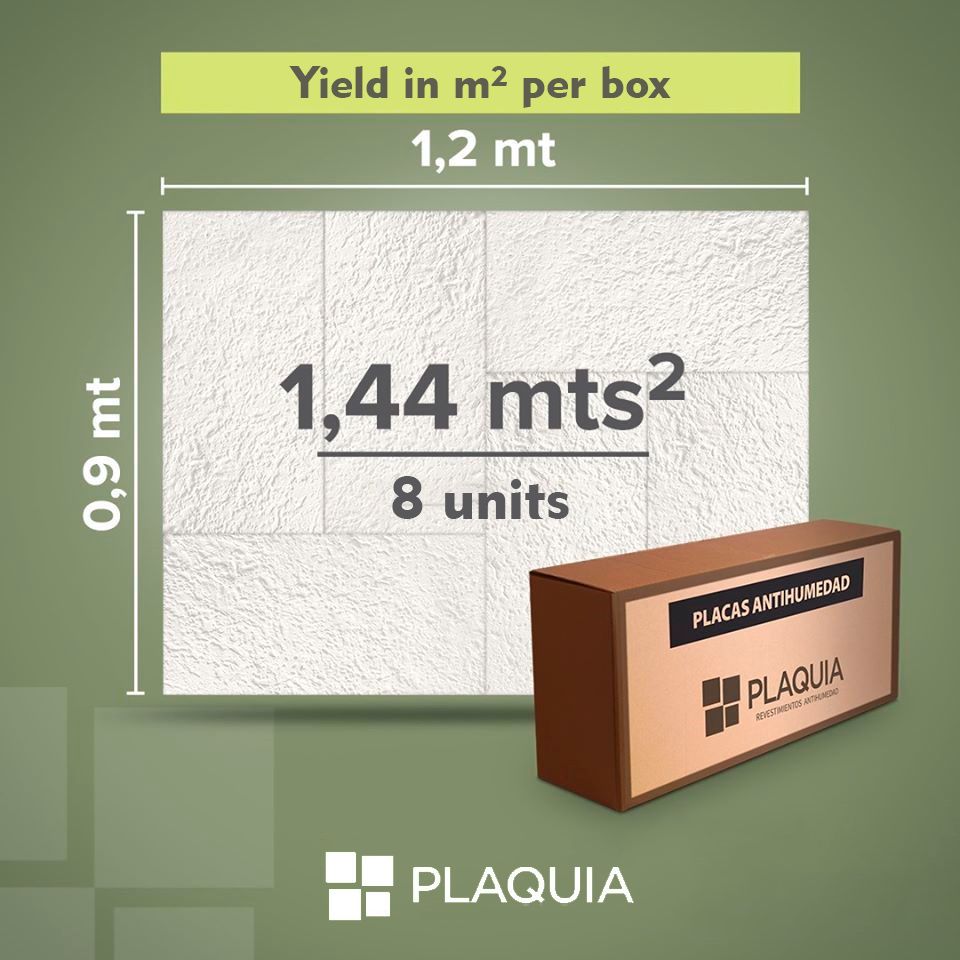 Yield in m² per box
1,2 mt
0,9 mt
1,44 mts²
8 units
PLACAS ANTIHUMEDAD
PLAQUIA
REVESTIMIENTOS ANTIHUMEDAD
PLAQUIA